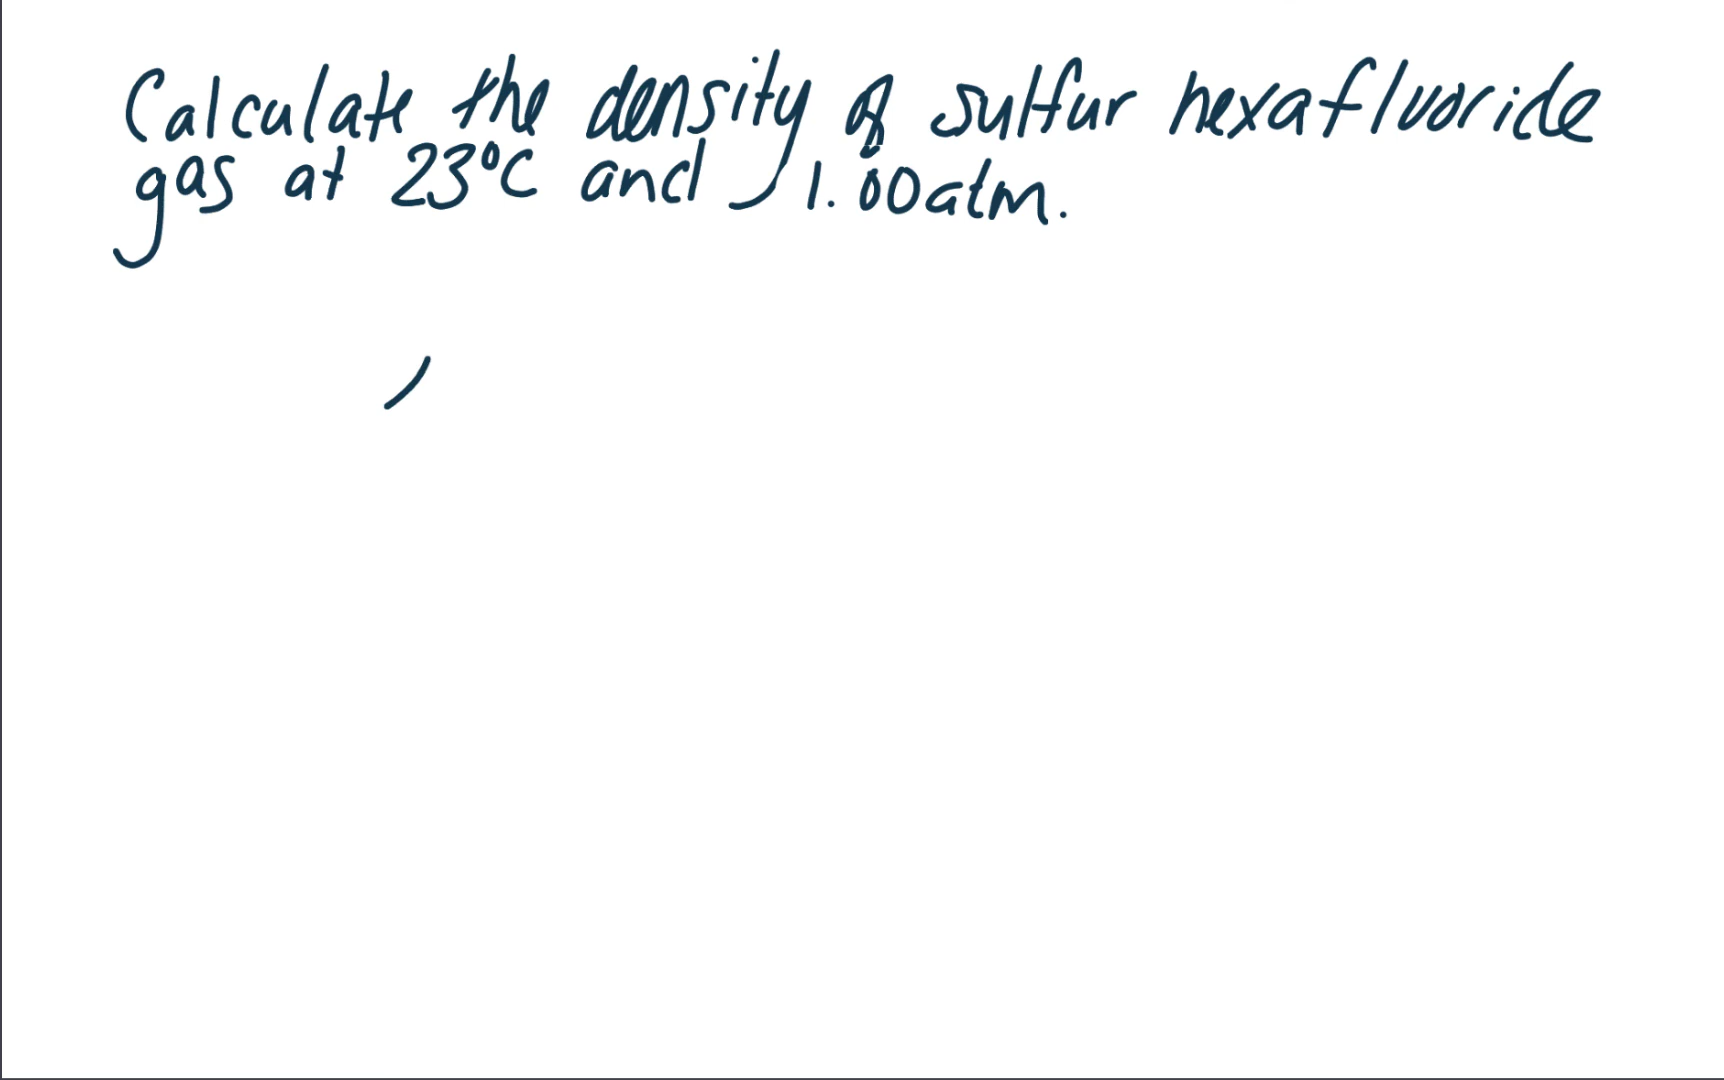 Calculate the density of sulfur hexafluoride
gas at 23°C and 1.00atm.